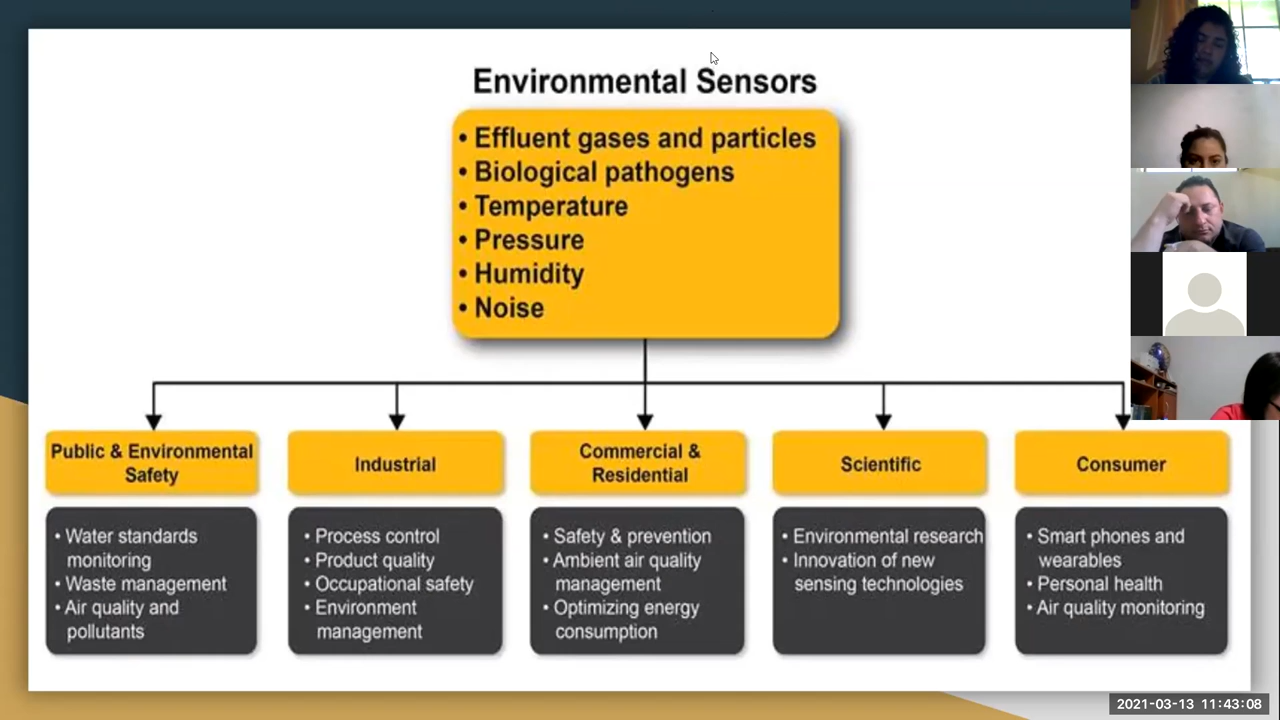 Environmental Sensors
• Effluent gases and particles
• Biological pathogens
• Temperature
• Pressure
• Humidity
• Noise
Public & Environmental
Safety
• Water standards
monitoring
• Waste management
• Air quality and
pollutants
Industrial
• Process control
• Product quality
• Occupational safety
• Environment
management
Commercial &
Residential
• Safety & prevention
• Ambient air quality
management
• Optimizing energy
consumption
Scientific
• Environmental research
• Innovation of new
sensing technologies
Consumer
• Smart phones and
wearables
• Personal health
• Air quality monitoring
2021-03-13 11:43:08